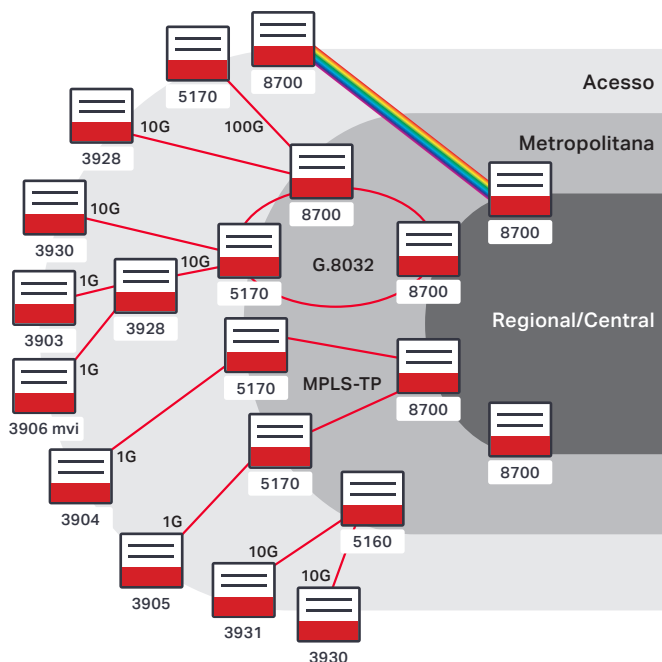 8700
5170
Acesso
100G
10G
3928
Metropolitana
8700
10G
3930
8700
10G
G.8032
1G
5170
8700
3903
3928
Regional/Central
1G
5170
MPLS-TP
8700
3906 mvi
1G
8700
5170
3904
1G
5160
10G
10G
3905
3931
3930